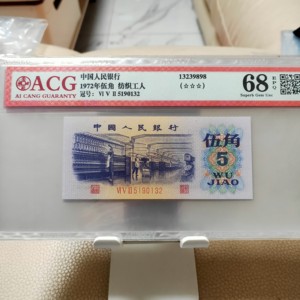 ACG
AI CANG GUARANTY
中国人民银行
1972年伍角 纺织工人
冠号: VI V II 5190132
13239898
(☆☆☆)
68 EPQ
Superb Gem Unc
中國人民银行
伍角
5
WU
JIAO
VI V II 5190132